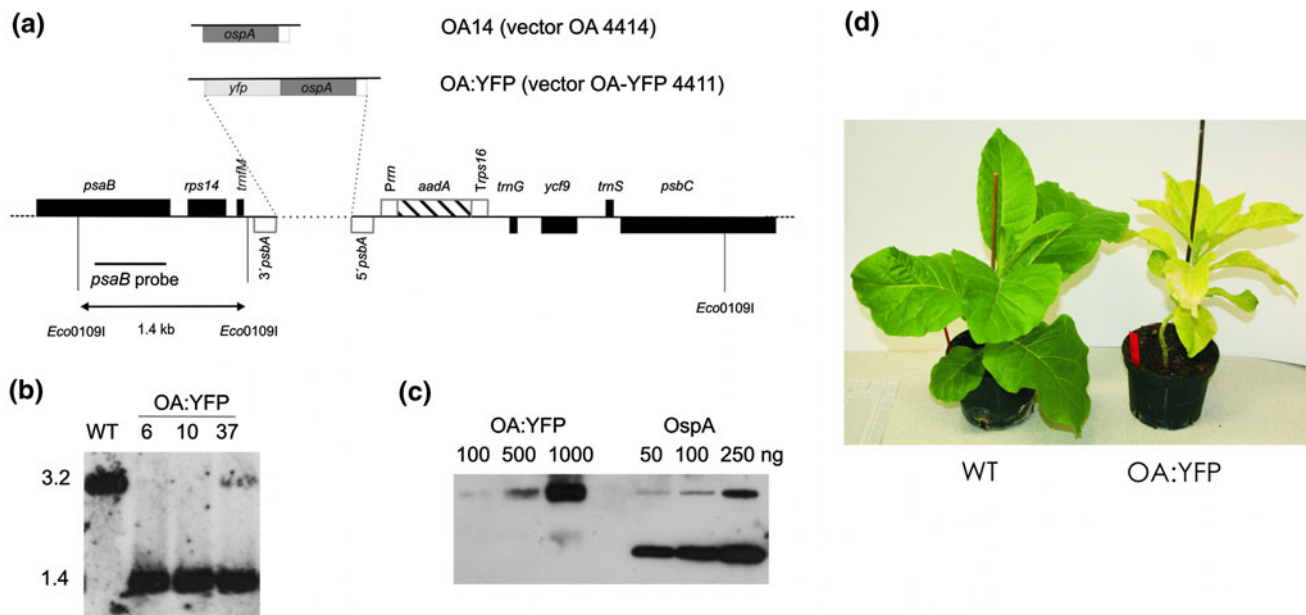 (a)
ospA
OA14 (vector OA 4414)
yfp ospA
OA:YFP (vector OA-YFP 4411)
psaB rps14 trnfM Prrn aadA Trps16 trnG ycf9 trnS psbC
3´psbA 5´psbA
psaB probe
Eco0109I 1.4 kb Eco0109I Eco0109I
(b)
OA:YFP
WT 6 10 37
3.2
1.4
(c)
OA:YFP OspA
100 500 1000 50 100 250 ng
(d)
WT OA:YFP